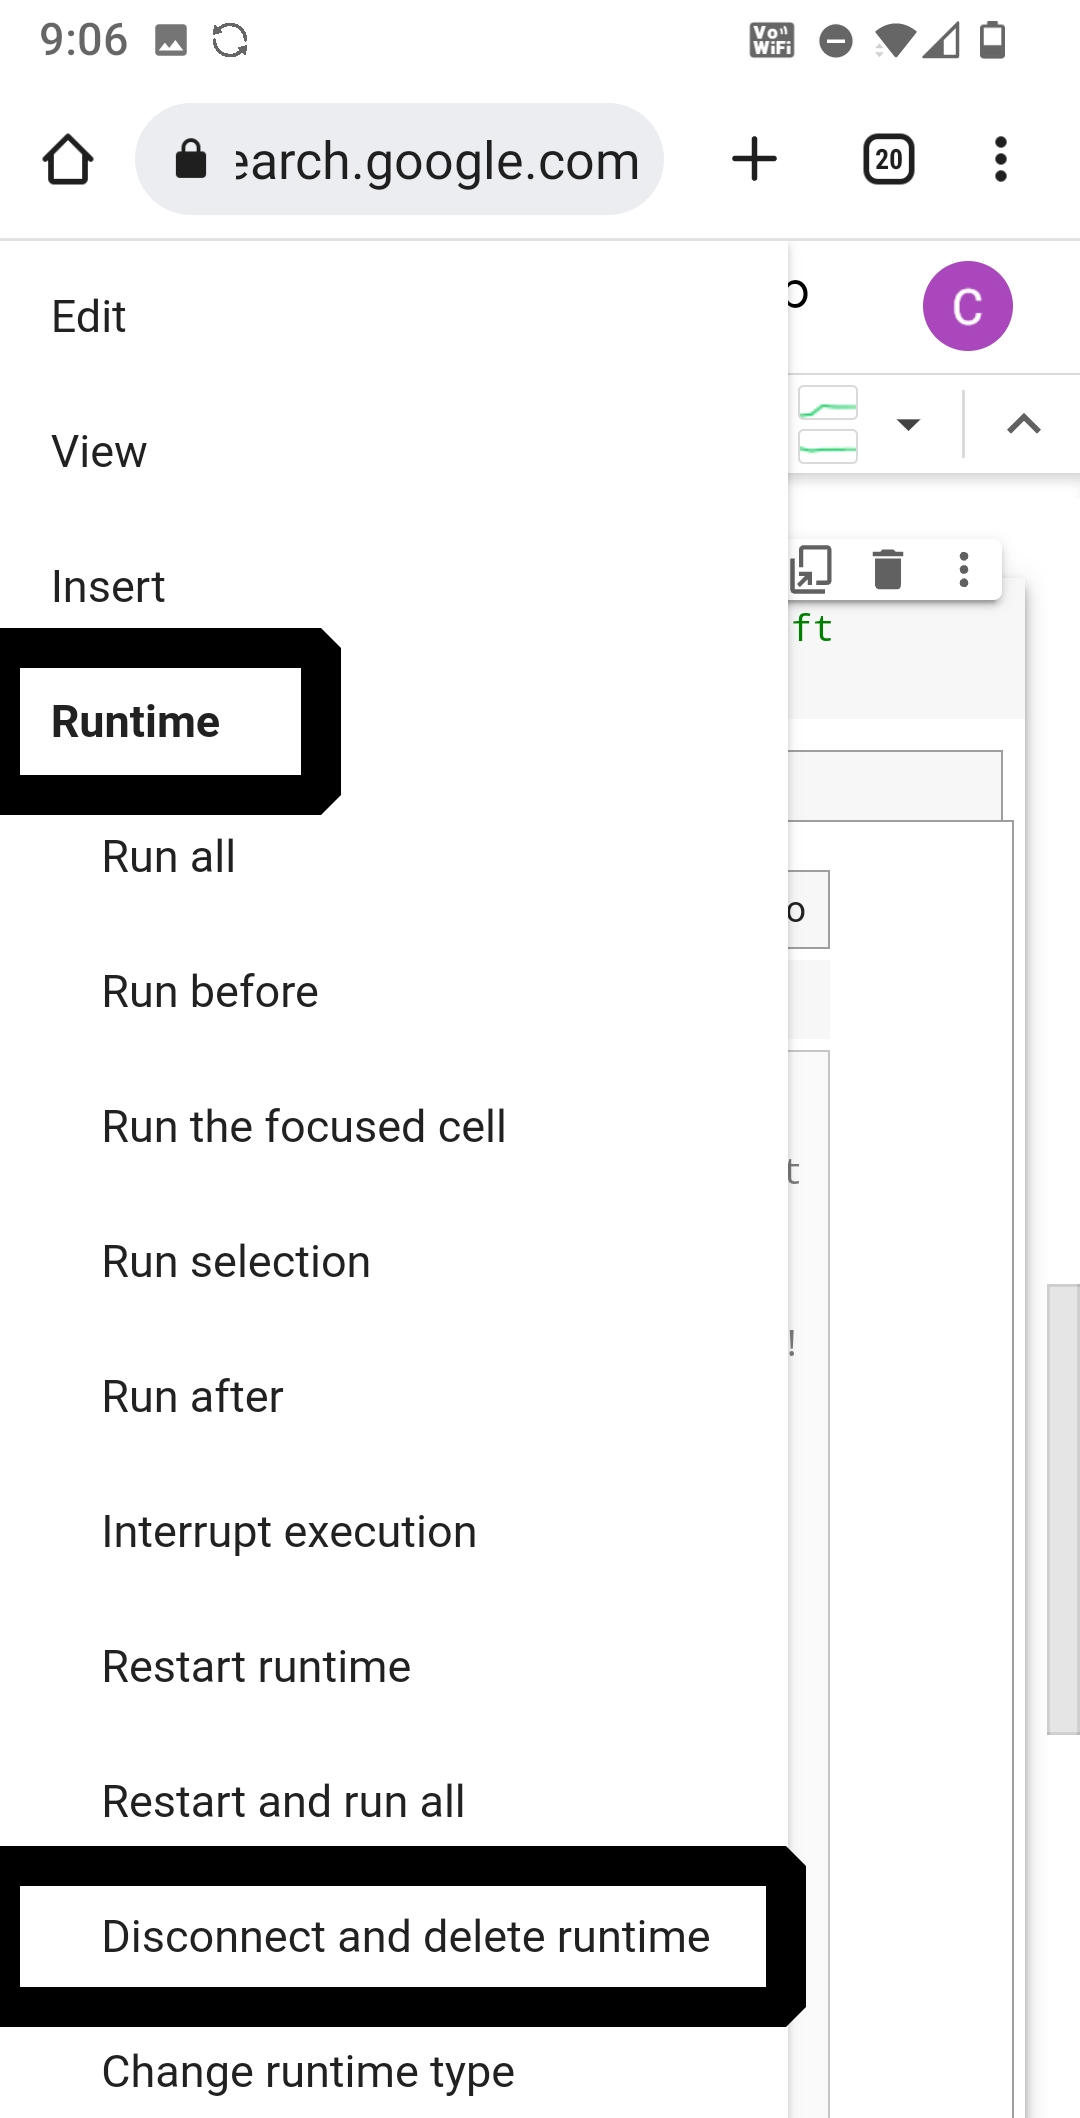 9:06
Vo WiFi
earch.google.com
20
Edit
o
C
View
Insert
ft
Runtime
Run all
o
Run before
Run the focused cell
t
Run selection
!
Run after
Interrupt execution
Restart runtime
Restart and run all
Disconnect and delete runtime
Change runtime type